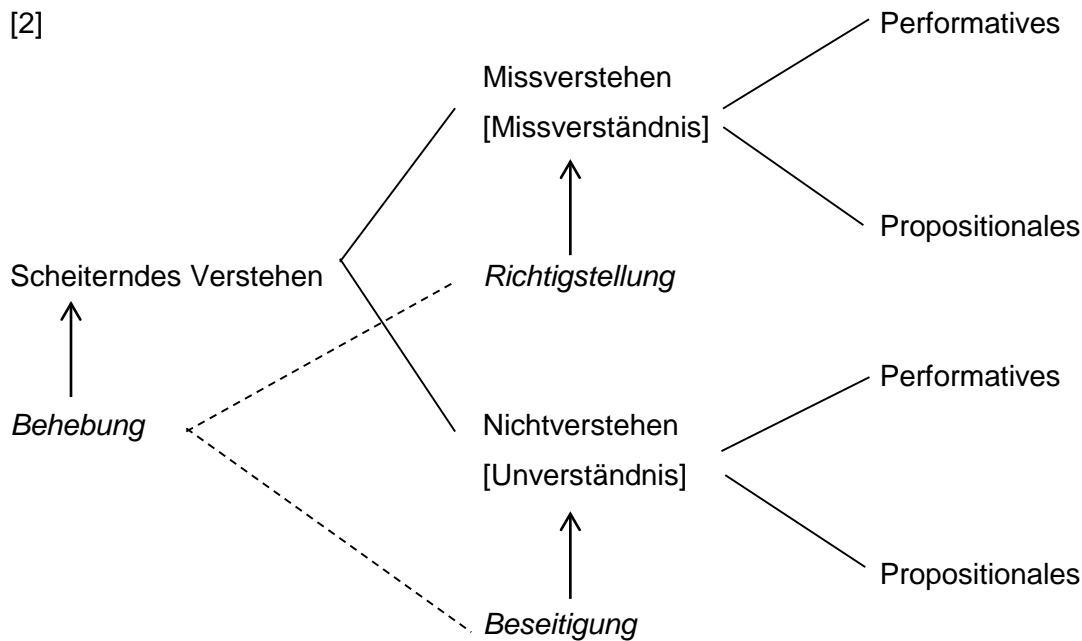 [2]
Performatives
Missverstehen
[Missverständnis]
Propositionales
Scheiterndes Verstehen
Richtigstellung
Performatives
Behebung
Nichtverstehen
[Unverständnis]
Propositionales
Beseitigung